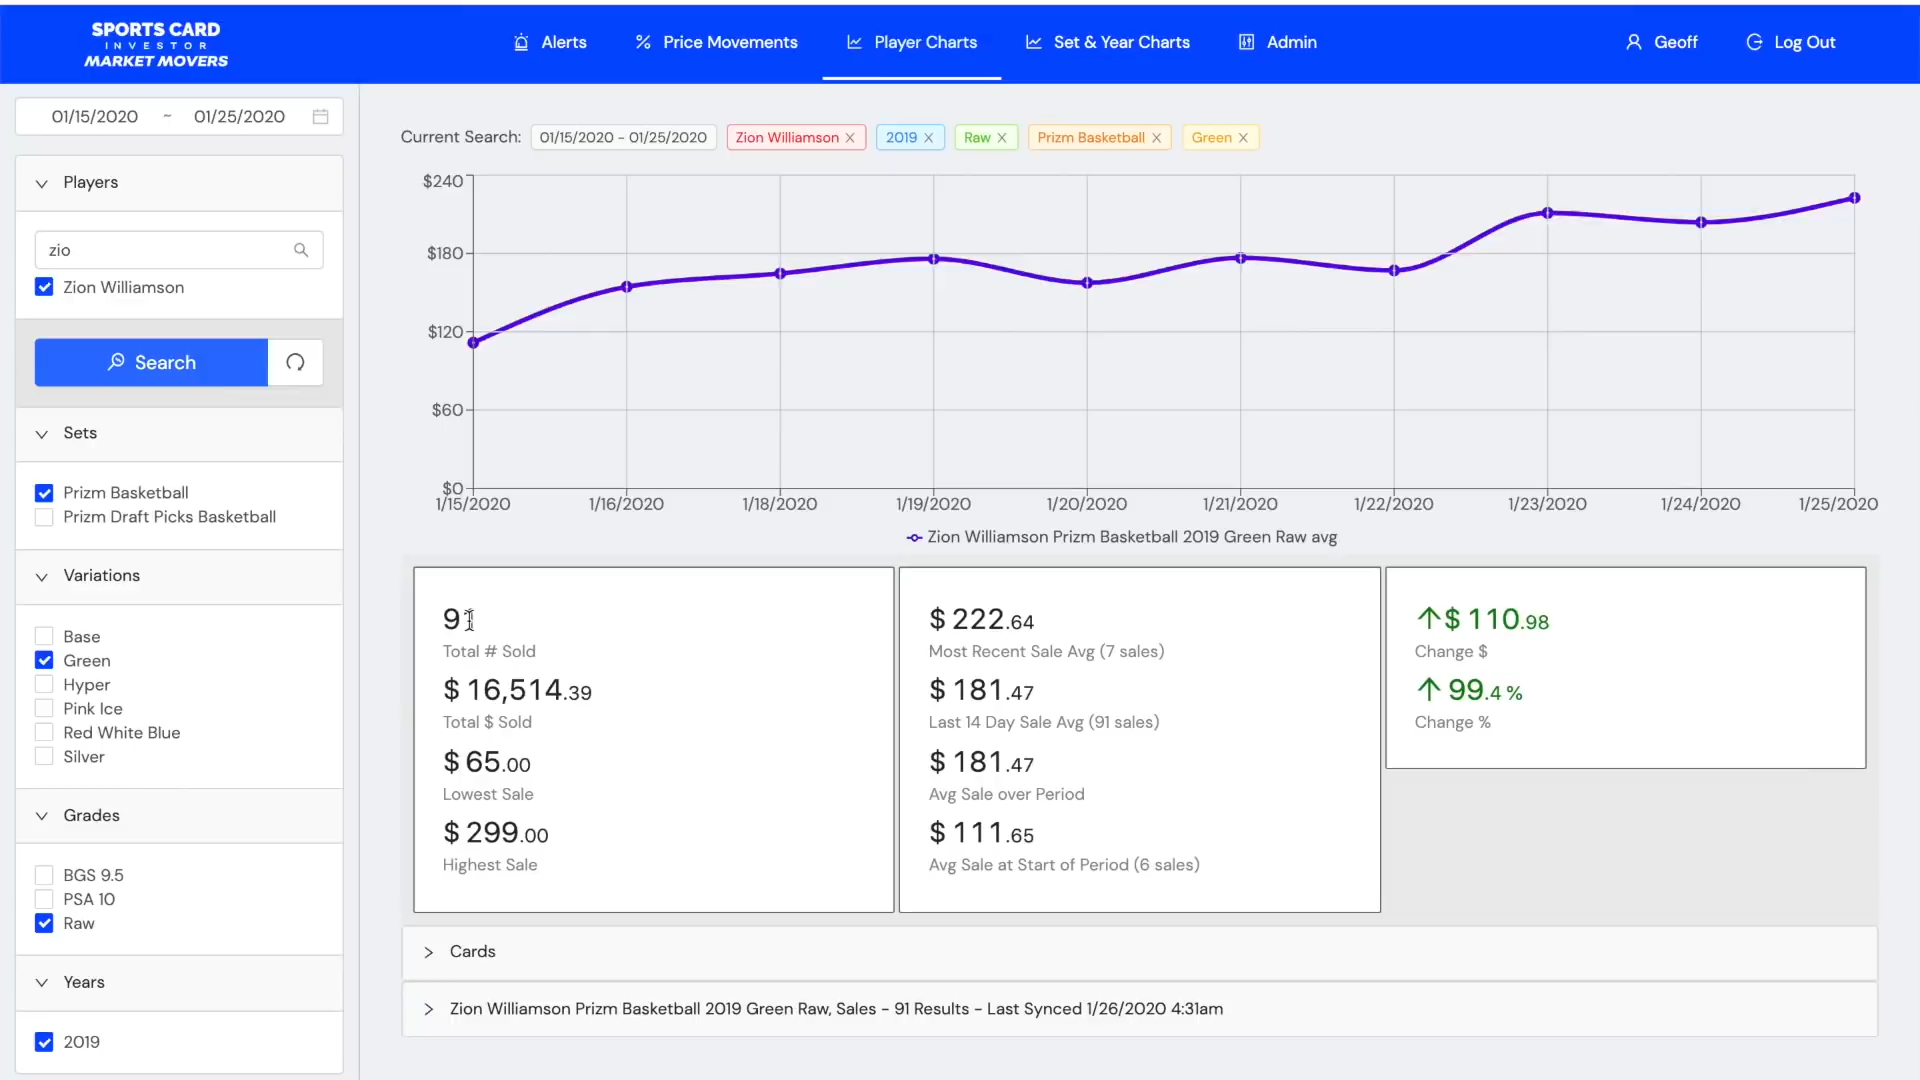 SPORTS CARD
INVESTOR
MARKET MOVERS
Alerts
Price Movements
Player Charts
Set & Year Charts
Admin
Geoff
Log Out
01/15/2020 ~ 01/25/2020
Players
zio
Zion Williamson
Search
Sets
Prizm Basketball
Prizm Draft Picks Basketball
Variations
Base
Green
Hyper
Pink Ice
Red White Blue
Silver
Grades
BGS 9.5
PSA 10
Raw
Years
2019
Current Search: 01/15/2020 - 01/25/2020 Zion Williamson 2019 Raw Prizm Basketball Green
$240
$180
$120
$60
$0
1/15/2020 1/16/2020 1/18/2020 1/19/2020 1/20/2020 1/21/2020 1/22/2020 1/23/2020 1/24/2020 1/25/2020
Zion Williamson Prizm Basketball 2019 Green Raw avg
91
Total # Sold
$ 16,514.39
Total $ Sold
$ 65.00
Lowest Sale
$ 299.00
Highest Sale
$ 222.64
Most Recent Sale Avg (7 sales)
$ 181.47
Last 14 Day Sale Avg (91 sales)
$ 181.47
Avg Sale over Period
$ 111.65
Avg Sale at Start of Period (6 sales)
$ 110.98
Change $
99.4 %
Change %
Cards
Zion Williamson Prizm Basketball 2019 Green Raw, Sales - 91 Results - Last Synced 1/26/2020 4:31am